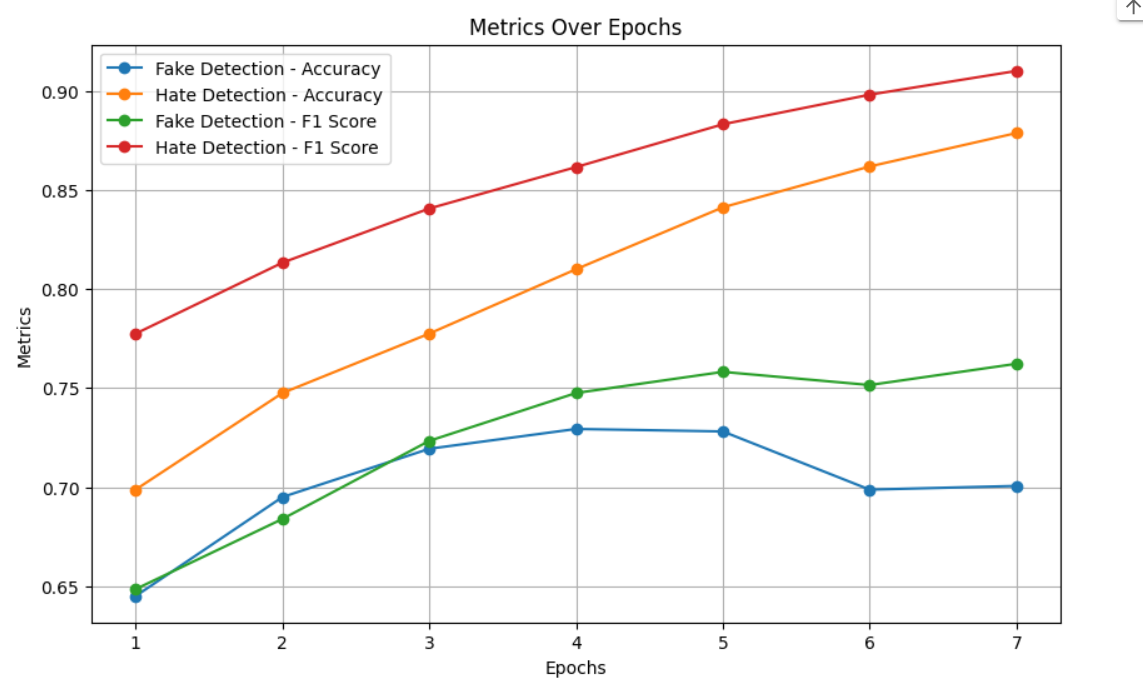 Metrics Over Epochs
Fake Detection - Accuracy
Hate Detection - Accuracy
Fake Detection - F1 Score
Hate Detection - F1 Score
0.90
0.85
0.80
0.75
0.70
0.65
Metrics
1 2 3 4 5 6 7
Epochs